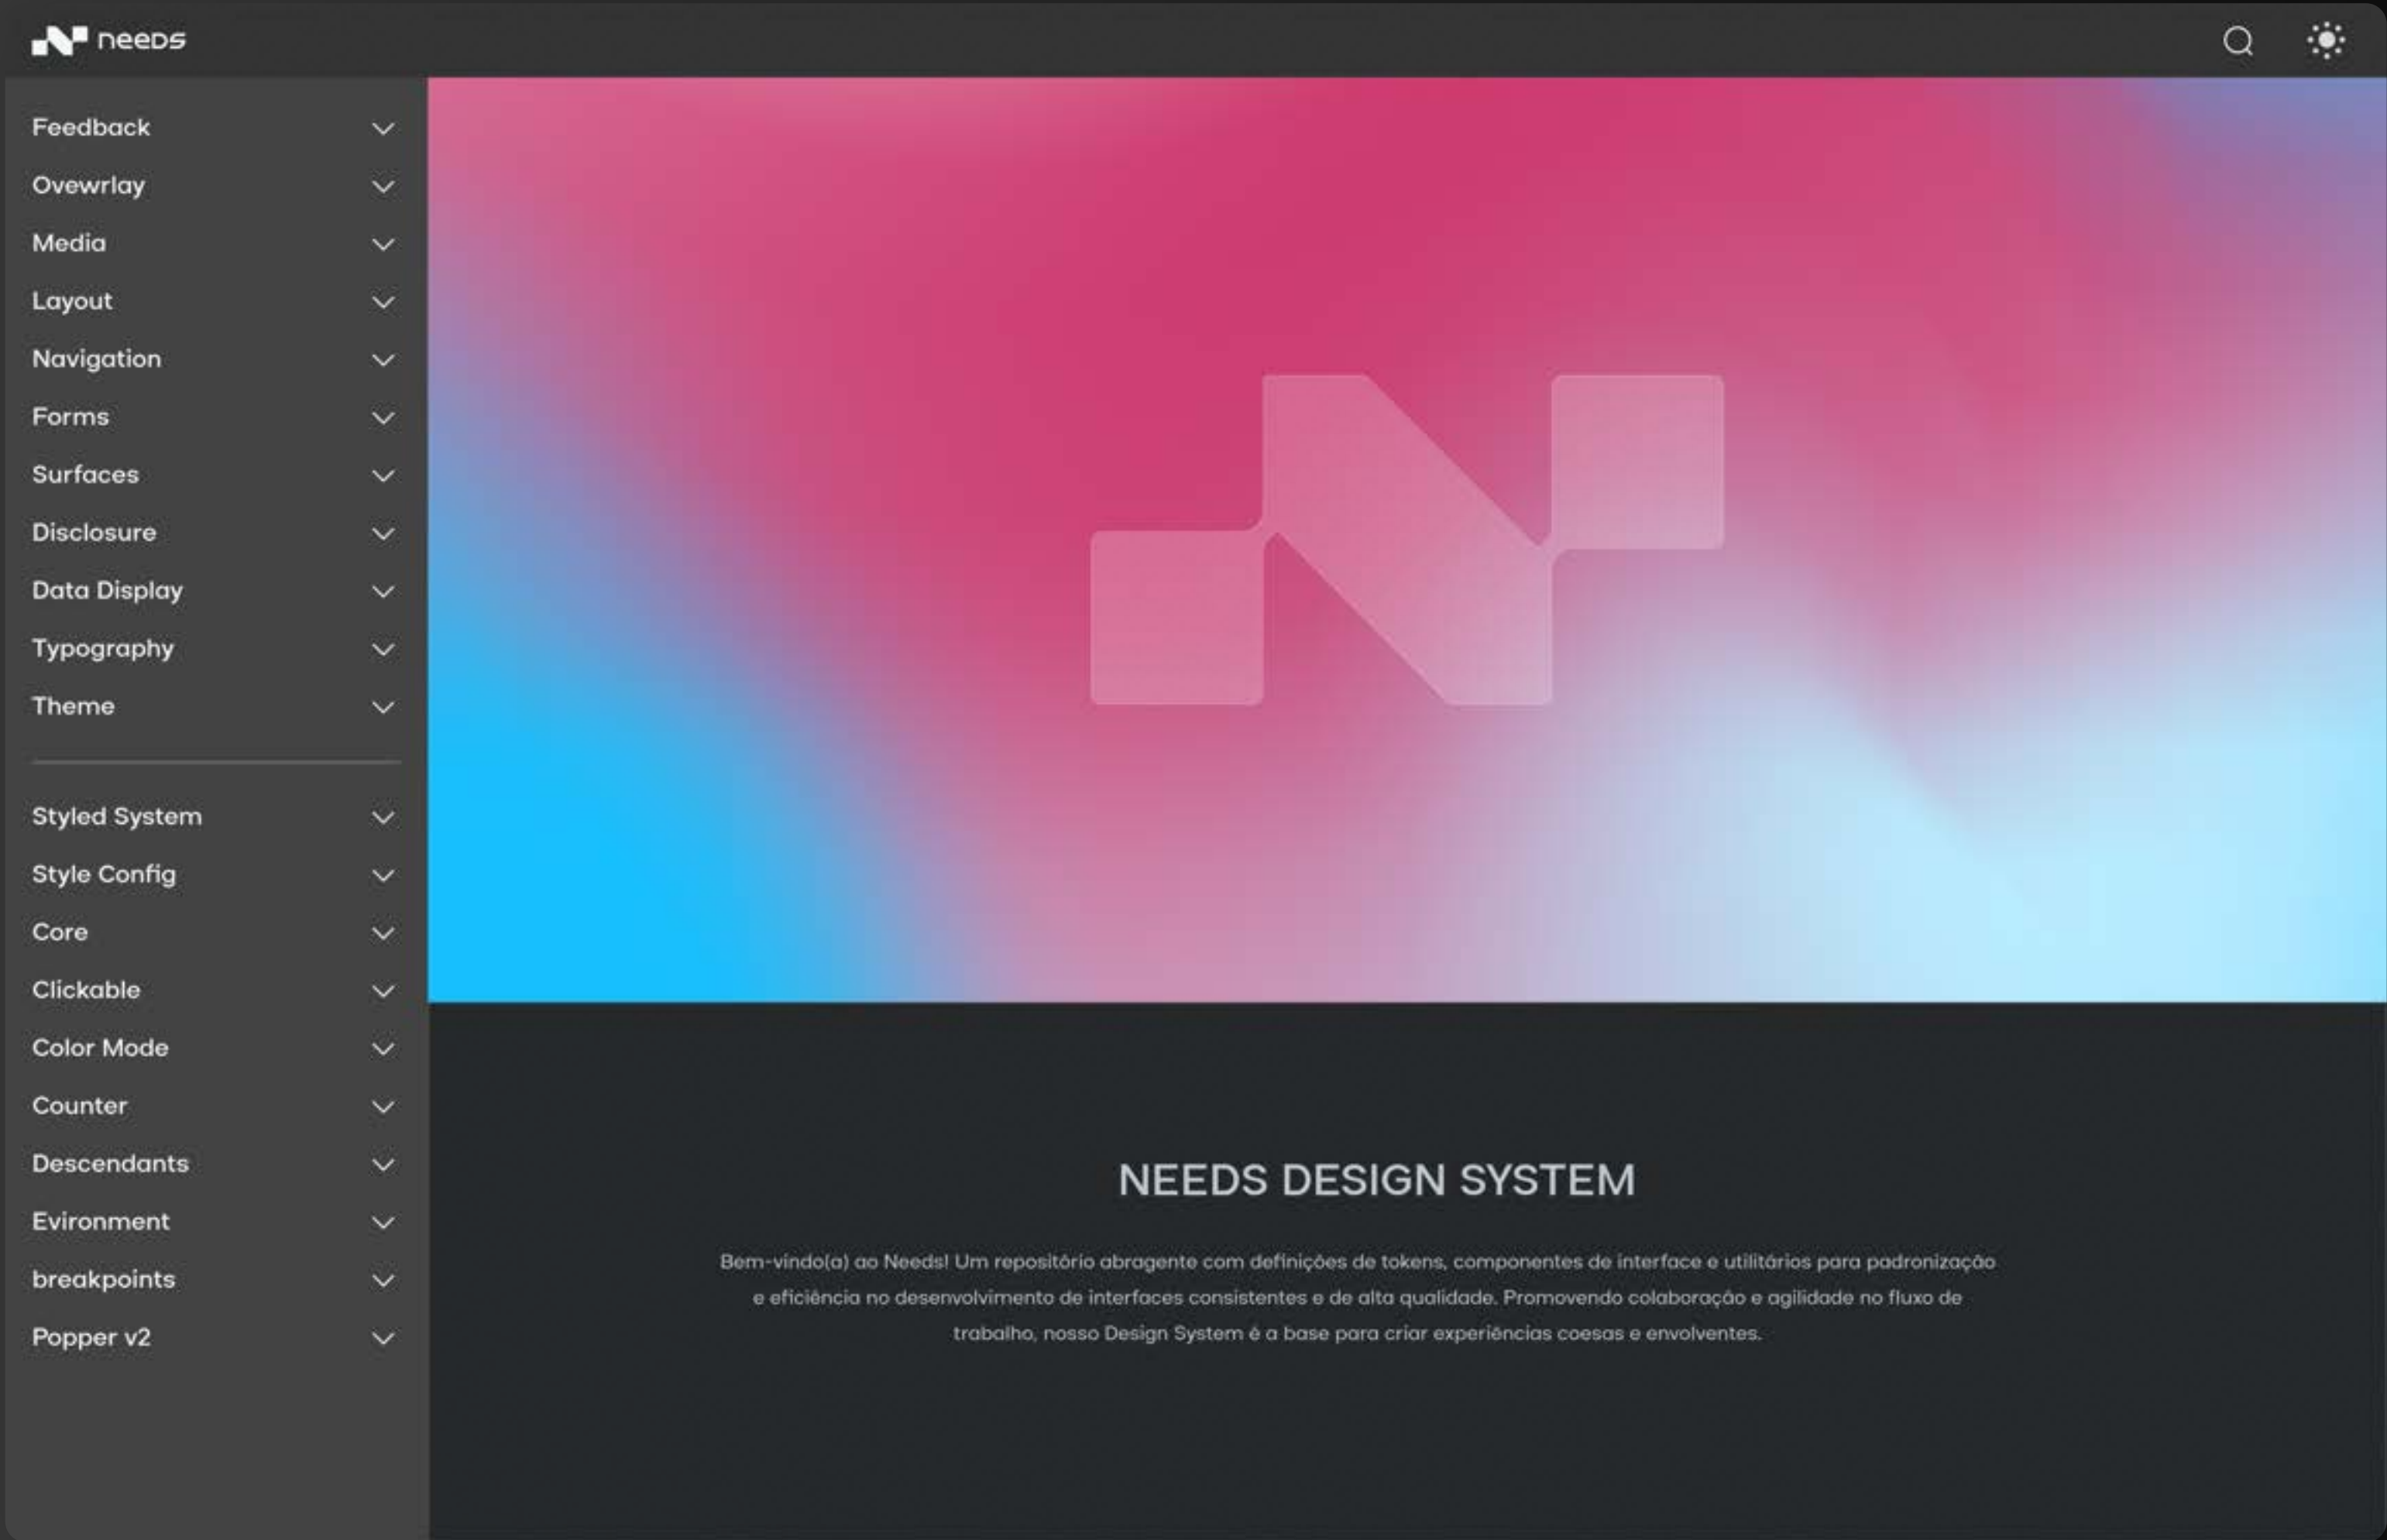 needs
Feedback
Ovewrlay
Media
Layout
Navigation
Forms
Surfaces
Disclosure
Data Display
Typography
Theme
Styled System
Style Config
Core
Clickable
Color Mode
Counter
Descendants
Evironment
breakpoints
Popper v2
NEEDS DESIGN SYSTEM
Bem-vindo(a) ao Needs! Um repositório abragente com definições de tokens, componentes de interface e utilitários para padronização
e eficiência no desenvolvimento de interfaces consistentes e de alta qualidade. Promovendo colaboração e agilidade no fluxo de
trabalho, nosso Design System é a base para criar experiências coesas e envolventes.